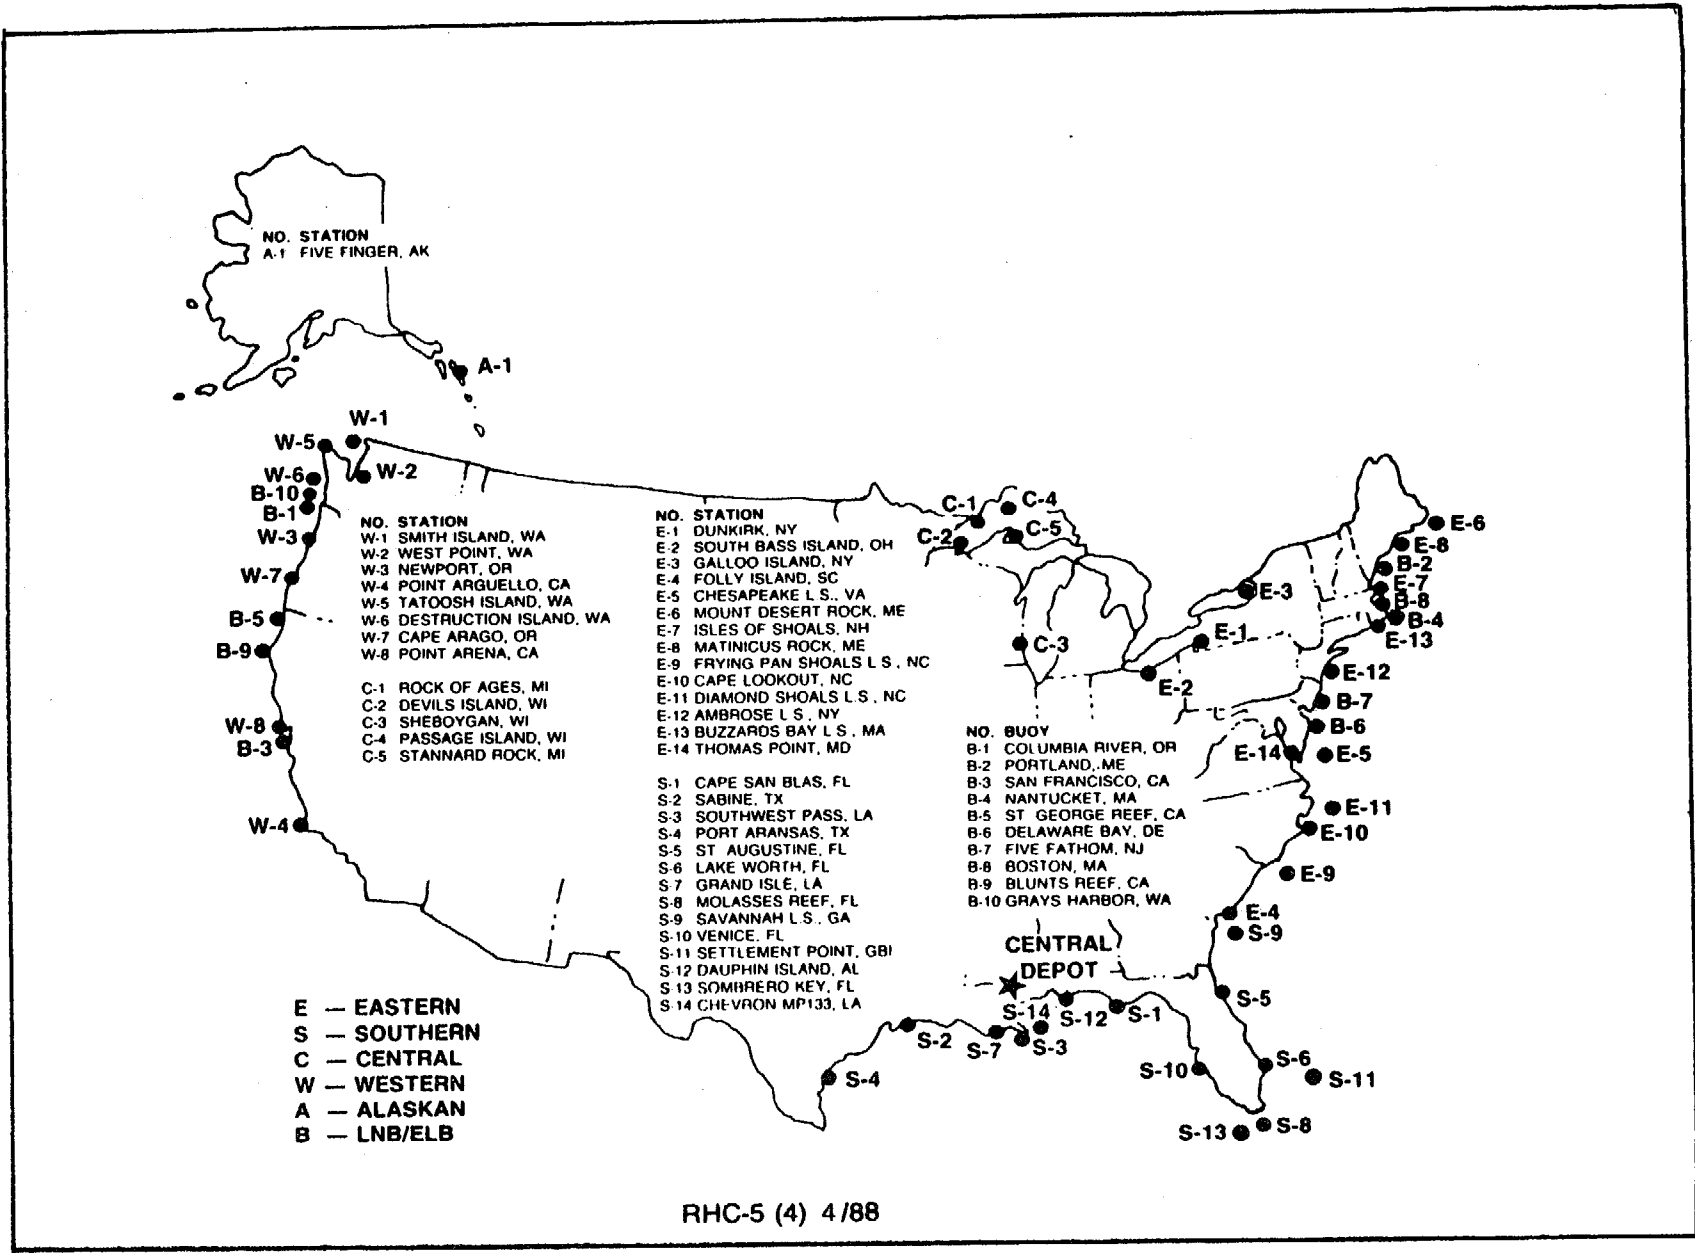 NO. STATION
A-1 FIVE FINGER, AK
A-1
W-1
W-5
W-2
W-6
B-10
B-1
W-3
W-7
B-5
B-9
W-8
B-3
W-4
NO. STATION
W-1 SMITH ISLAND, WA
W-2 WEST POINT, WA
W-3 NEWPORT, OR
W-4 POINT ARGUELLO, CA
W-5 TATOOSH ISLAND, WA
W-6 DESTRUCTION ISLAND, WA
W-7 CAPE ARAGO, OR
W-8 POINT ARENA, CA
C-1 ROCK OF AGES, MI
C-2 DEVILS ISLAND, WI
C-3 SHEBOYGAN, WI
C-4 PASSAGE ISLAND, WI
C-5 STANNARD ROCK, MI
NO. STATION
E-1 DUNKIRK, NY
E-2 SOUTH BASS ISLAND, OH
E-3 GALLOO ISLAND, NY
E-4 FOLLY ISLAND, SC
E-5 CHESAPEAKE L S., VA
E-6 MOUNT DESERT ROCK, ME
E-7 ISLES OF SHOALS, NH
E-8 MATINICUS ROCK, ME
E-9 FRYING PAN SHOALS L S , NC
E-10 CAPE LOOKOUT, NC
E-11 DIAMOND SHOALS L.S , NC
E-12 AMBROSE L S , NY
E-13 BUZZARDS BAY L S , MA
E-14 THOMAS POINT, MD
S-1 CAPE SAN BLAS, FL
S-2 SABINE, TX
S-3 SOUTHWEST PASS, LA
S-4 PORT ARANSAS, TX
S-5 ST AUGUSTINE, FL
S-6 LAKE WORTH, FL
S-7 GRAND ISLE, LA
S-8 MOLASSES REEF, FL
S-9 SAVANNAH L.S., GA
S-10 VENICE, FL
S-11 SETTLEMENT POINT, GBI
S-12 DAUPHIN ISLAND, AL
S-13 SOMBRERO KEY, FL
S-14 CHEVRON MP133, LA
NO. BUOY
B-1 COLUMBIA RIVER, OR
B-2 PORTLAND, ME
B-3 SAN FRANCISCO, CA
B-4 NANTUCKET, MA
B-5 ST GEORGE REEF, CA
B-6 DELAWARE BAY, DE
B-7 FIVE FATHOM, NJ
B-8 BOSTON, MA
B-9 BLUNTS REEF, CA
B-10 GRAYS HARBOR, WA
C-1
C-4
C-2
C-5
C-3
E-6
E-8
B-2
E-7
B-8
B-4
E-13
E-3
E-1
E-2
E-12
B-7
B-6
E-14
E-5
E-11
E-10
E-9
E-4
S-9
CENTRAL
DEPOT
S-5
S-14
S-12
S-1
S-2
S-7
S-3
S-4
S-10
S-6
S-11
S-13
S-8
E — EASTERN
S — SOUTHERN
C — CENTRAL
W — WESTERN
A — ALASKAN
B — LNB/ELB
RHC-5 (4) 4/88